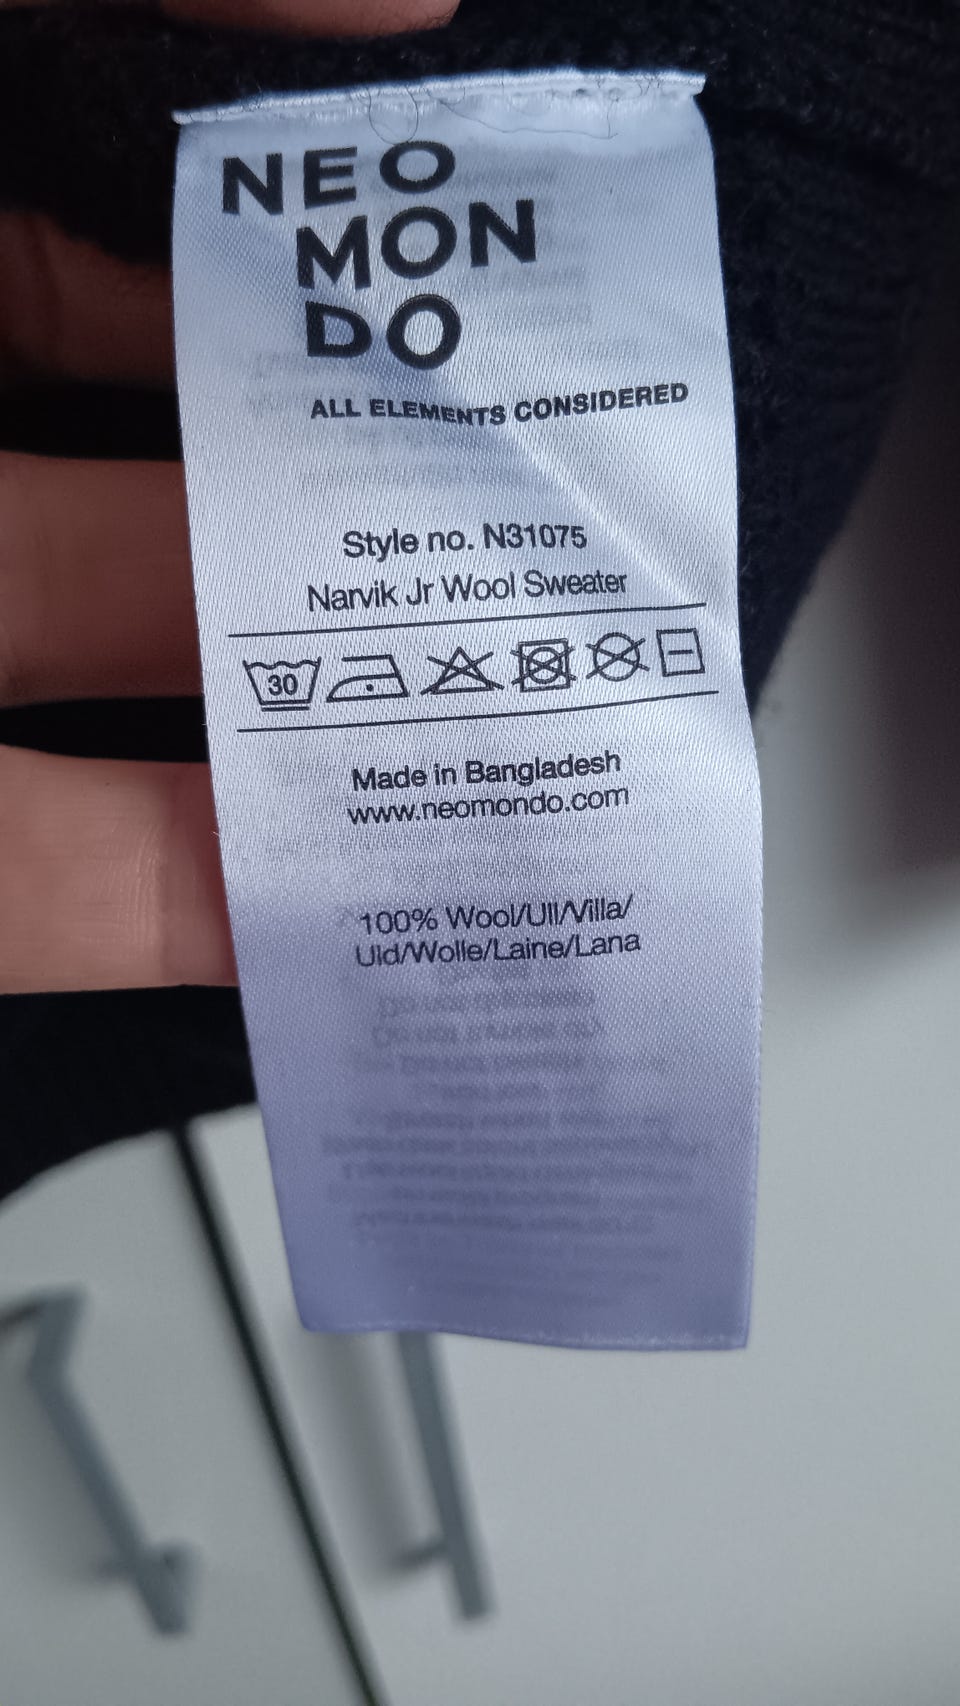 NEO
MON
DO
ALL ELEMENTS CONSIDERED
Style no. N31075
Narvik Jr Wool Sweater
30
Made in Bangladesh
www.neomondo.com
100% Wool/Ull/Villa/
Uld/Wolle/Laine/Lana